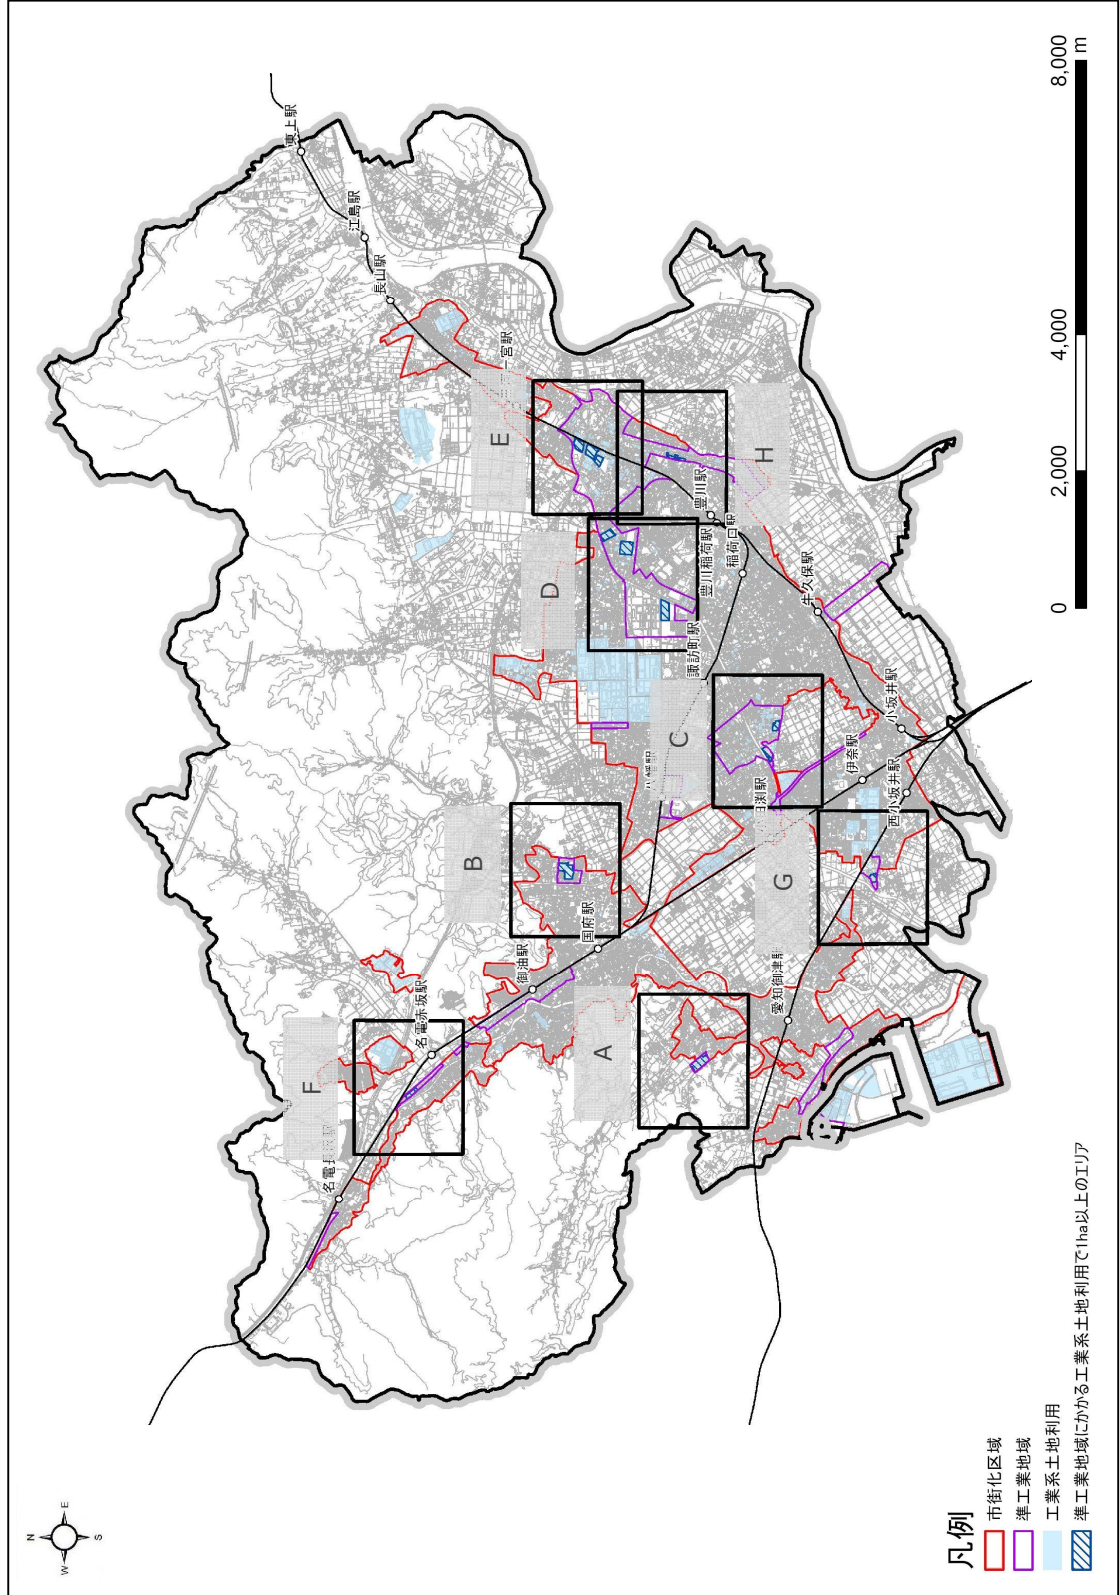 N
W
E
S
東上駅
江島駅
長山駅
一宮駅
E
H
豊川駅
豊川稲荷駅
稲荷口駅
D
牛久保駅
諏訪町駅
C
小坂井駅
伊奈駅
西小坂井駅
B
国府駅
御油駅
G
愛知御津駅
名電赤坂駅
A
F
凡例
市街化区域
準工業地域
工業系土地利用
準工業地域にかかる工業系土地利用で1ha以上のエリア
0
2,000
4,000
8,000
m